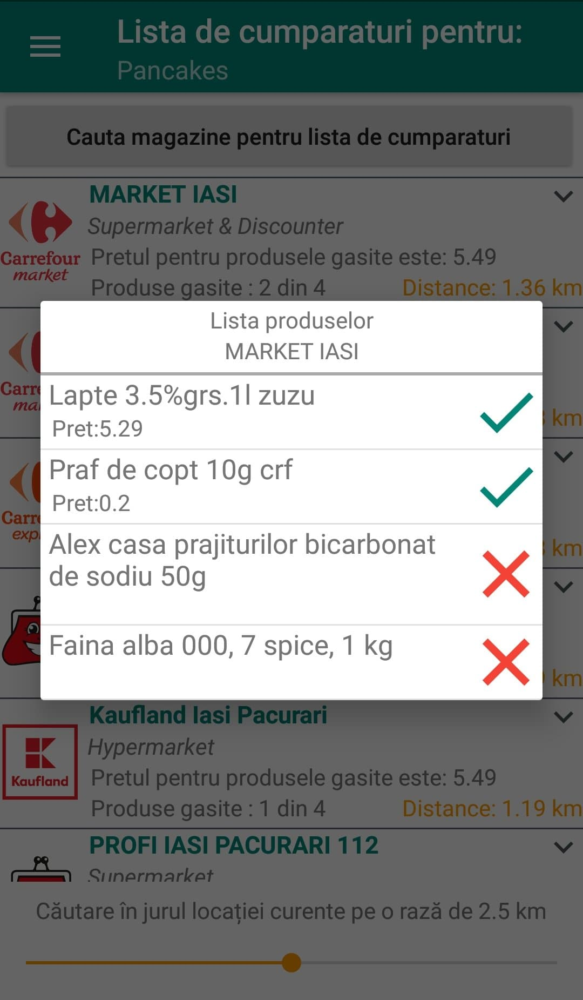 Lista de cumparaturi pentru:
Pancakes
Cauta magazine pentru lista de cumparaturi
MARKET IASI
Supermarket & Discounter
Carrefour
market
Pretul pentru produsele gasite este: 5.49
Produse gasite : 2 din 4
Distance: 1.36 km
Lista produselor
MARKET IASI
Lapte 3.5%grs.1l zuzu
Pret:5.29
Praf de copt 10g crf
Pret:0.2
Alex casa prajiturilor bicarbonat
de sodiu 50g
Faina alba 000, 7 spice, 1 kg
km
km
km
Kaufland Iasi Pacurari
Hypermarket
Kaufland
Pretul pentru produsele gasite este: 5.49
Produse gasite : 1 din 4
Distance: 1.19 km
PROFI IASI PACURARI 112
Supermarket
Căutare în jurul locației curente pe o rază de 2.5 km